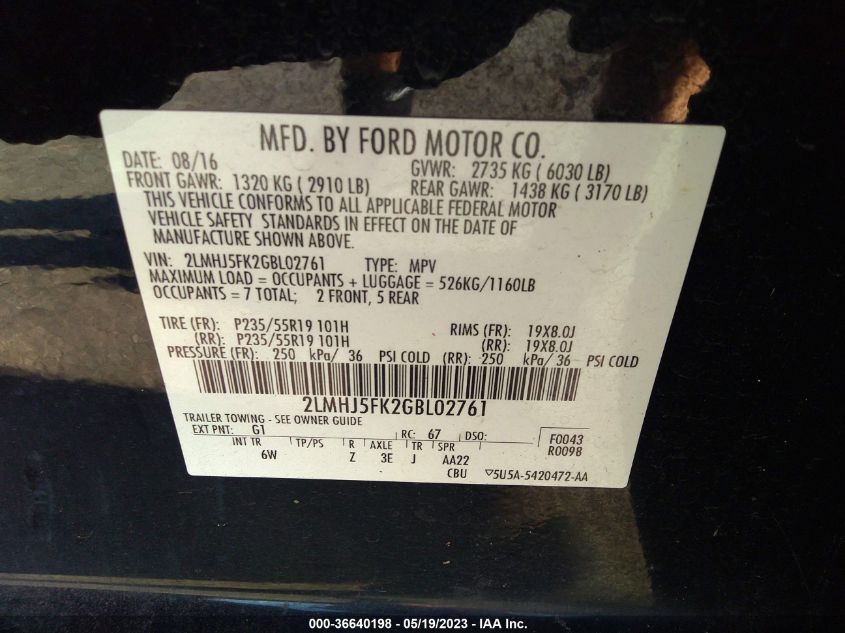 MFD. BY FORD MOTOR CO.
DATE: 08/16 GVWR: 2735 KG ( 6030 LB)
FRONT GAWR: 1320 KG ( 2910 LB) REAR GAWR: 1438 KG ( 3170 LB)
THIS VEHICLE CONFORMS TO ALL APPLICABLE FEDERAL MOTOR
VEHICLE SAFETY STANDARDS IN EFFECT ON THE DATE OF
MANUFACTURE SHOWN ABOVE.
VIN: 2LMHJ5FK2GBL02761 TYPE: MPV
MAXIMUM LOAD = OCCUPANTS + LUGGAGE = 526KG/1160LB
OCCUPANTS = 7 TOTAL; 2 FRONT, 5 REAR
TIRE (FR): P235/55R19 101H RIMS (FR): 19X8.0J
(RR): P235/55R19 101H (RR): 19X8.0J
PRESSURE (FR): 250 kPa/ 36 PSI COLD (RR): 250 kPa/ 36 PSI COLD
2LMHJ5FK2GBL02761
TRAILER TOWING - SEE OWNER GUIDE
EXT PNT: G1 RC: 67 DSO: F0043
INT TR TP/PS R AXLE TR SPR R0098
6W Z 3E J AA22
CBU ▽5U5A-5420472-AA
000-36640198 - 05/19/2023 - IAA Inc.